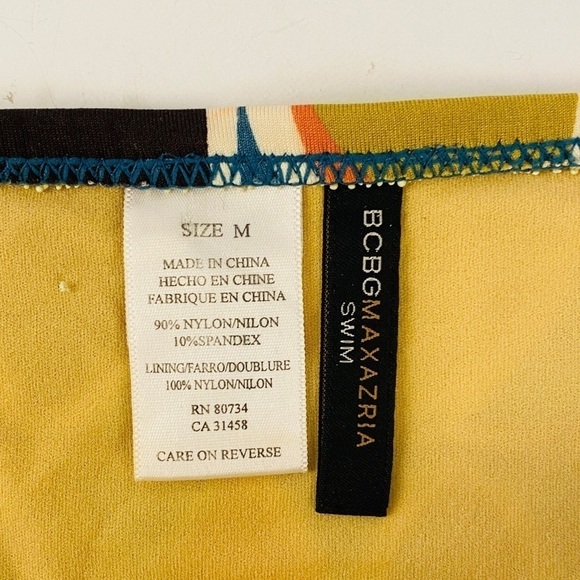 SIZE M
MADE IN CHINA
HECHO EN CHINE
FABRIQUE EN CHINA
90% NYLON/NILON
10%SPANDEX
LINING/FARRO/DOUBLURE
100% NYLON/NILON
RN 80734
CA 31458
CARE ON REVERSE
BCBGMAXAZRIA
SWIM